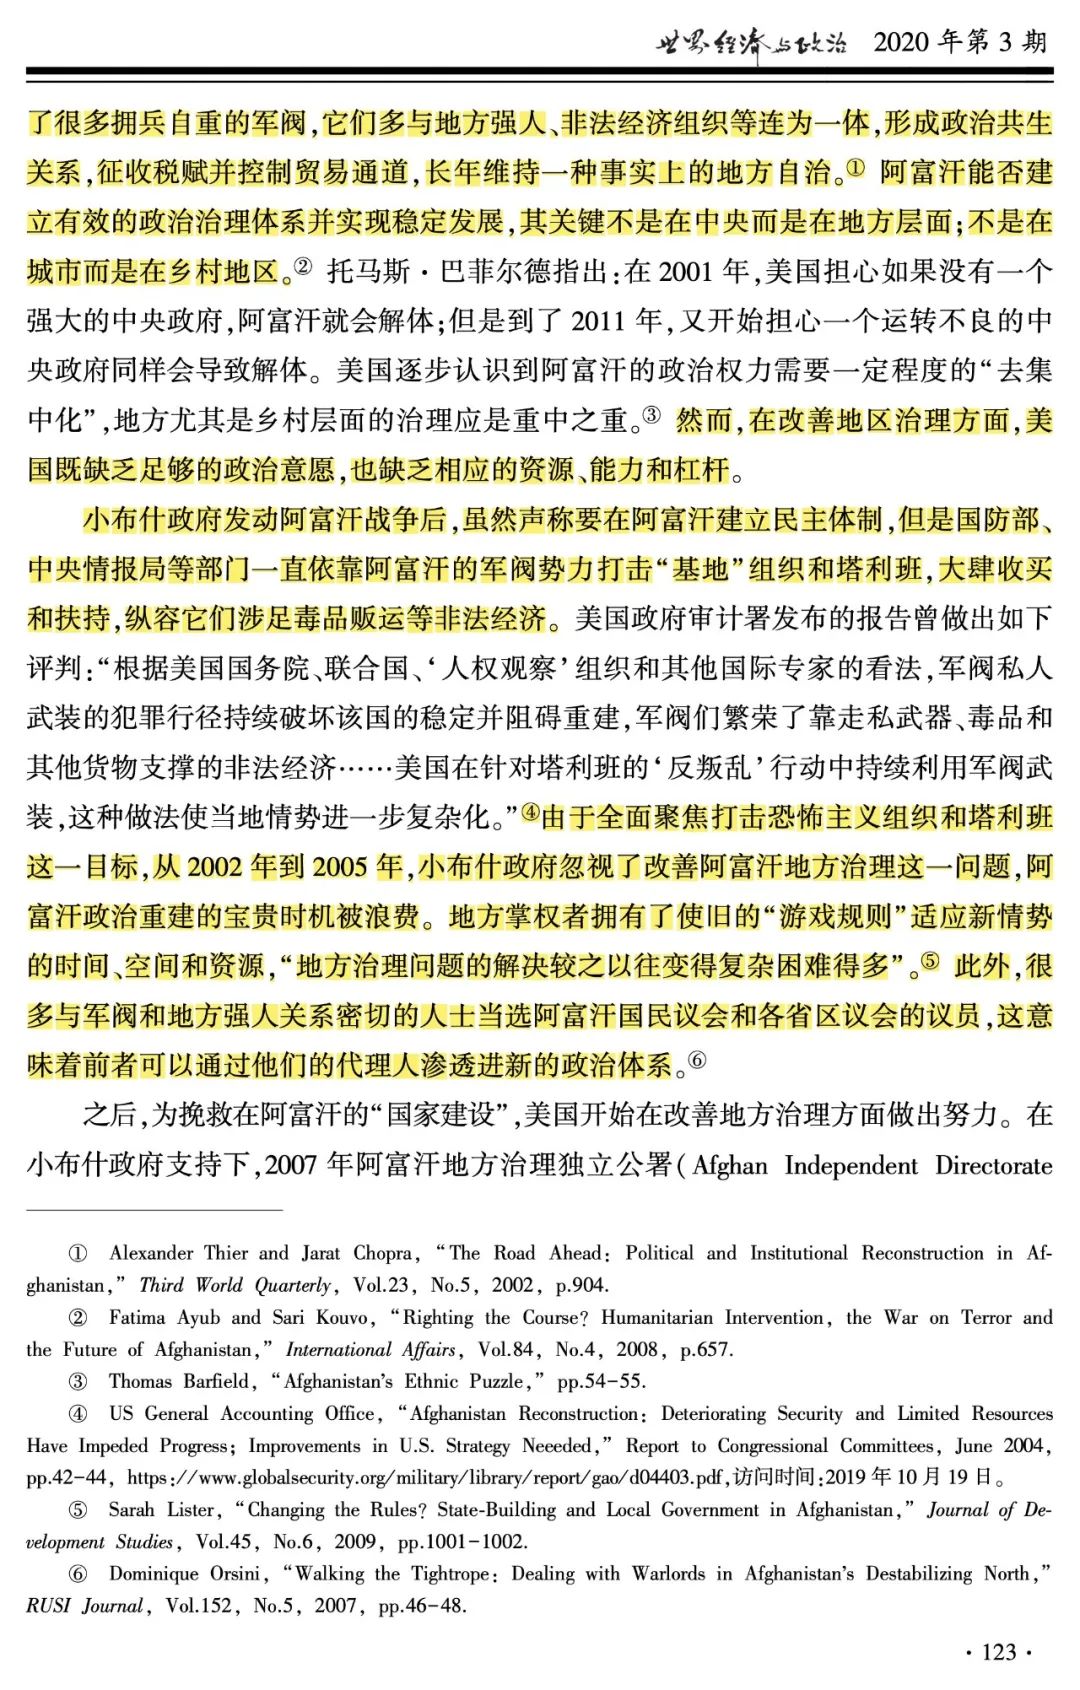 世界经济与政治 2020 年第 3 期
了很多拥兵自重的军阀,它们多与地方强人、非法经济组织等连为一体,形成政治共生
关系,征收税赋并控制贸易通道,长年维持一种事实上的地方自治。① 阿富汗能否建
立有效的政治治理体系并实现稳定发展,其关键不是在中央而是在地方层面;不是在
城市而是在乡村地区。② 托马斯·巴菲尔德指出:在 2001 年,美国担心如果没有一个
强大的中央政府,阿富汗就会解体;但是到了 2011 年,又开始担心一个运转不良的中
央政府同样会导致解体。美国逐步认识到阿富汗的政治权力需要一定程度的“去集
中化”,地方尤其是乡村层面的治理应是重中之重。③ 然而,在改善地区治理方面,美
国既缺乏足够的政治意愿,也缺乏相应的资源、能力和杠杆。
小布什政府发动阿富汗战争后,虽然声称要在阿富汗建立民主体制,但是国防部、
中央情报局等部门一直依靠阿富汗的军阀势力打击“基地”组织和塔利班,大肆收买
和扶持,纵容它们涉足毒品贩运等非法经济。美国政府审计署发布的报告曾做出如下
评判:“根据美国国务院、联合国、‘人权观察’组织和其他国际专家的看法,军阀私人
武装的犯罪行径持续破坏该国的稳定并阻碍重建,军阀们繁荣了靠走私武器、毒品和
其他货物支撑的非法经济……美国在针对塔利班的‘反叛乱’行动中持续利用军阀武
装,这种做法使当地情势进一步复杂化。”④由于全面聚焦打击恐怖主义组织和塔利班
这一目标,从 2002 年到 2005 年,小布什政府忽视了改善阿富汗地方治理这一问题,阿
富汗政治重建的宝贵时机被浪费。地方掌权者拥有了使旧的“游戏规则”适应新情势
的时间、空间和资源,“地方治理问题的解决较之以往变得复杂困难得多”。⑤ 此外,很
多与军阀和地方强人关系密切的人士当选阿富汗国民议会和各省区议会的议员,这意
味着前者可以通过他们的代理人渗透进新的政治体系。⑥
之后,为挽救在阿富汗的“国家建设”,美国开始在改善地方治理方面做出努力。在
小布什政府支持下,2007 年阿富汗地方治理独立公署(Afghan Independent Directorate
① Alexander Thier and Jarat Chopra, “The Road Ahead: Political and Institutional Reconstruction in Af-
ghanistan,” Third World Quarterly, Vol.23, No.5, 2002, p.904.
② Fatima Ayub and Sari Kouvo, “Righting the Course? Humanitarian Intervention, the War on Terror and
the Future of Afghanistan,” International Affairs, Vol.84, No.4, 2008, p.657.
③ Thomas Barfield, “Afghanistan’s Ethnic Puzzle,” pp.54-55.
④ US General Accounting Office, “Afghanistan Reconstruction: Deteriorating Security and Limited Resources
Have Impeded Progress; Improvements in U.S. Strategy Neeeded,” Report to Congressional Committees, June 2004,
pp.42-44, https://www.globalsecurity.org/military/library/report/gao/d04403.pdf,访问时间:2019 年 10 月 19 日。
⑤ Sarah Lister, “Changing the Rules? State-Building and Local Government in Afghanistan,” Journal of De-
velopment Studies, Vol.45, No.6, 2009, pp.1001-1002.
⑥ Dominique Orsini, “Walking the Tightrope: Dealing with Warlords in Afghanistan’s Destabilizing North,”
RUSI Journal, Vol.152, No.5, 2007, pp.46-48.
· 123 ·